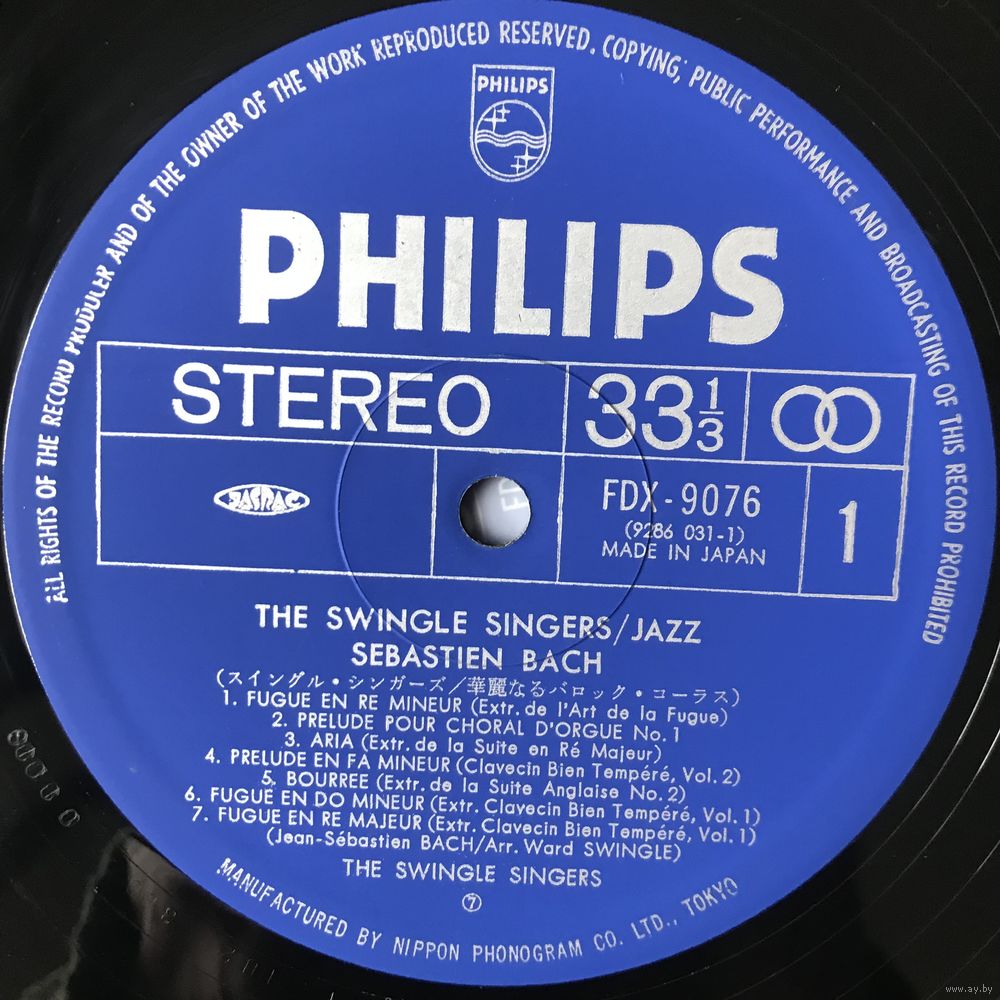 ALL RIGHTS OF THE RECORD PRODUCER AND OF THE OWNER OF THE WORK REPRODUCED RESERVED. COPYING, PUBLIC PERFORMANCE AND BROADCASTING OF THIS RECORD PROHIBITED
PHILIPS
PHILIPS
STEREO
33 1/3
JASRAC
FDX-9076
(9286 031-1)
MADE IN JAPAN
1
THE SWINGLE SINGERS/JAZZ
SEBASTIEN BACH
(スイングル・シンガーズ/華麗なるバロック・コーラス)
1. FUGUE EN RE MINEUR (Extr. de l'Art de la Fugue)
2. PRELUDE POUR CHORAL D'ORGUE No. 1
3. ARIA (Extr. de la Suite en Ré Majeur)
4. PRELUDE EN FA MINEUR (Clavecin Bien Tempéré, Vol. 2)
5. BOURREE (Extr. de la Suite Anglaise No. 2)
6. FUGUE EN DO MINEUR (Extr. Clavecin Bien Tempéré, Vol. 1)
7. FUGUE EN RE MAJEUR (Extr. Clavecin Bien Tempéré, Vol. 1)
(Jean-Sébastien BACH/Arr. Ward SWINGLE)
THE SWINGLE SINGERS
7
MANUFACTURED BY NIPPON PHONOGRAM CO. LTD., TOKYO
www.ay.by